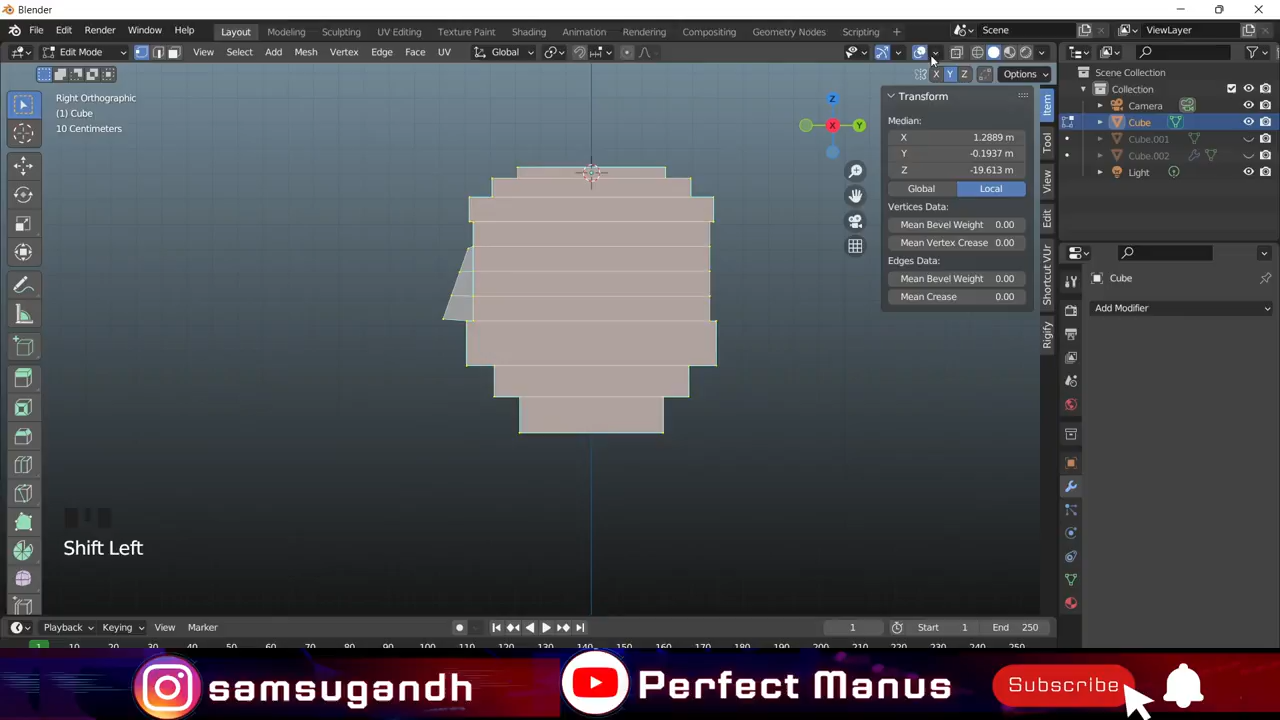 Blender
File Edit Render Window Help Layout Modeling Sculpting UV Editing Texture Paint Shading Animation Rendering Compositing Geometry Nodes Scripting Scene ViewLayer
Edit Mode View Select Add Mesh Vertex Edge Face UV Global
X Y Z Options
Right Orthographic
(1) Cube
10 Centimeters
Z
Y
X
Transform
Median:
X 1.2889 m
Y -0.1937 m
Z -19.613 m
Global Local
Vertices Data:
Mean Bevel Weight 0.00
Mean Vertex Crease 0.00
Edges Data:
Mean Bevel Weight 0.00
Mean Crease 0.00
Item
Tool
View
Edit
Shortcut VUr
Rigify
Scene Collection
Collection
Camera
Cube
Cube.001
Cube.002
Light
Cube
Add Modifier
Shift Left
Playback Keying View Marker 1 Start 1 End 250
1
samsugandh
Perfect Manus
Subscribe